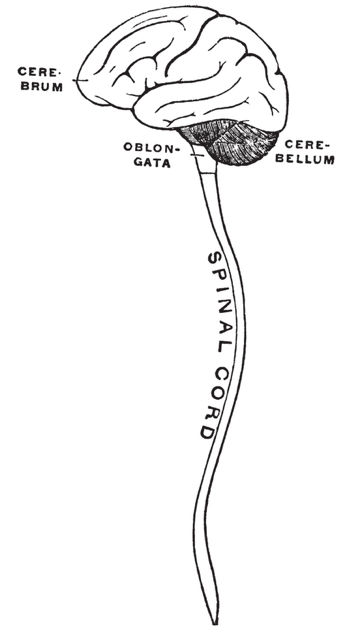 CERE-
BRUM
OBLON-
GATA
CERE-
BELLUM
SPINAL CORD